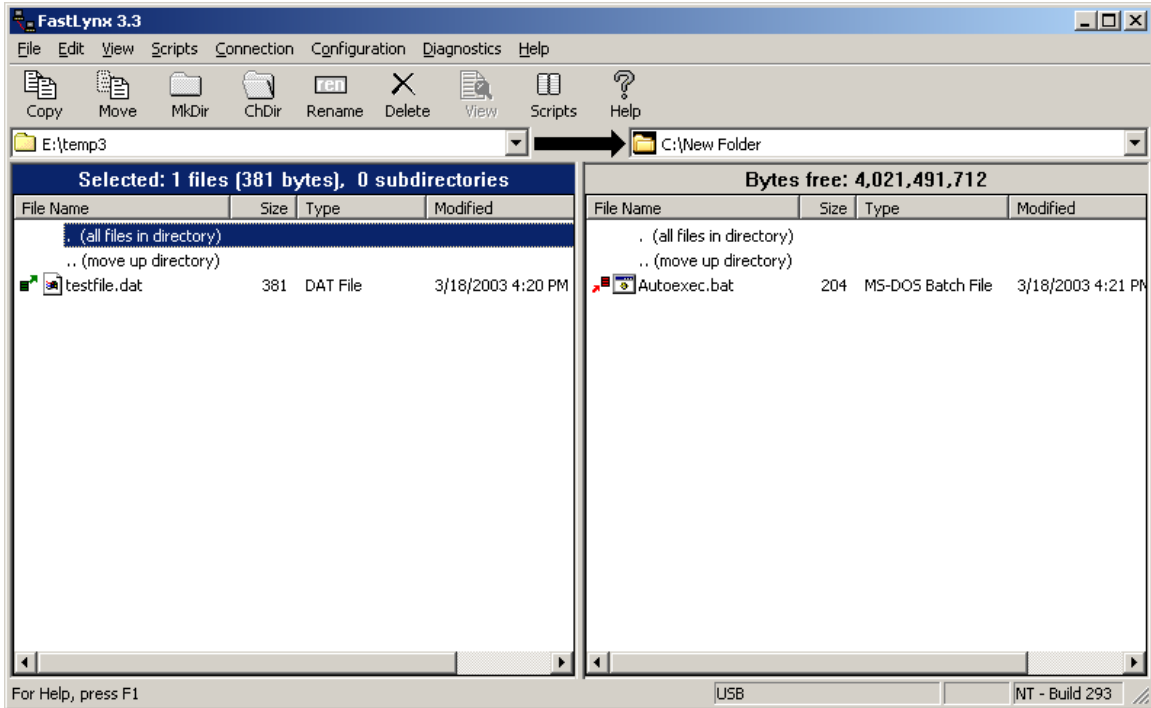 FastLynx 3.3
File Edit View Scripts Connection Configuration Diagnostics Help
ren
Copy Move MkDir ChDir Rename Delete View Scripts Help
E:\temp3 C:\New Folder
Selected: 1 files (381 bytes), 0 subdirectories
File Name Size Type Modified
. (all files in directory)
.. (move up directory)
testfile.dat 381 DAT File 3/18/2003 4:20 PM
Bytes free: 4,021,491,712
File Name Size Type Modified
. (all files in directory)
.. (move up directory)
Autoexec.bat 204 MS-DOS Batch File 3/18/2003 4:21 PM
For Help, press F1 USB NT - Build 293